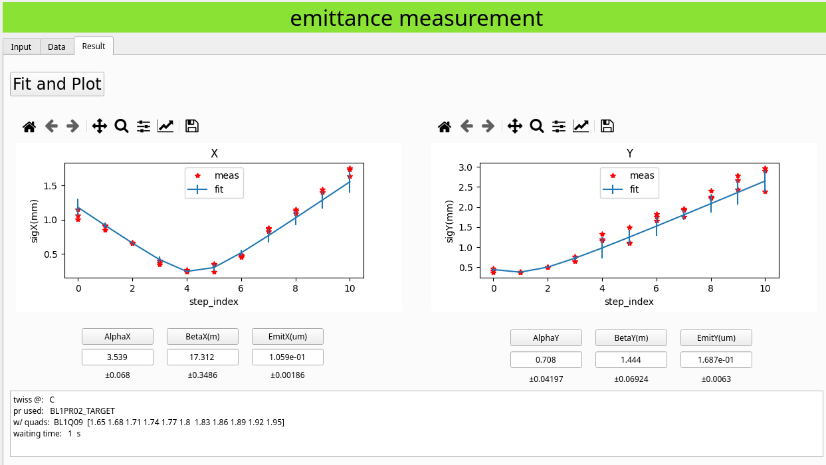 emittance measurement
Input Data Result
Fit and Plot
X
1.5
1.0
0.5
sigX(mm)
meas
fit
0 2 4 6 8 10
step_index
Y
3.0
2.5
2.0
1.5
1.0
0.5
sigY(mm)
meas
fit
0 2 4 6 8 10
step_index
AlphaX BetaX(m) EmitX(um)
3.539 17.312 1.059e-01
±0.068 ±0.3486 ±0.00186
AlphaY BetaY(m) EmitY(um)
0.708 1.444 1.687e-01
±0.04197 ±0.06924 ±0.0063
twiss @: C
pr used: BL1PR02_TARGET
w/ quads: BL1Q09 [1.65 1.68 1.71 1.74 1.77 1.8 1.83 1.86 1.89 1.92 1.95]
waiting time: 1 s